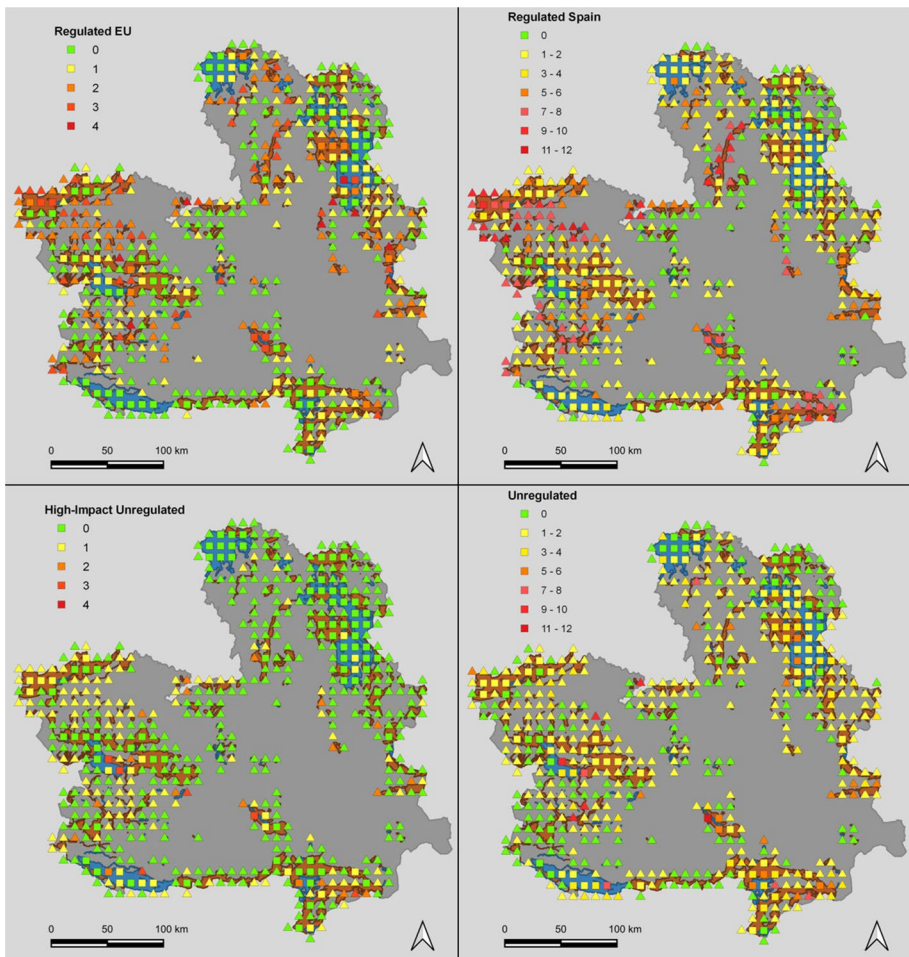 Regulated EU
0
1
2
3
4
0 50 100 km
Regulated Spain
0
1 - 2
3 - 4
5 - 6
7 - 8
9 - 10
11 - 12
0 50 100 km
High-Impact Unregulated
0
1
2
3
4
0 50 100 km
Unregulated
0
1 - 2
3 - 4
5 - 6
7 - 8
9 - 10
11 - 12
0 50 100 km